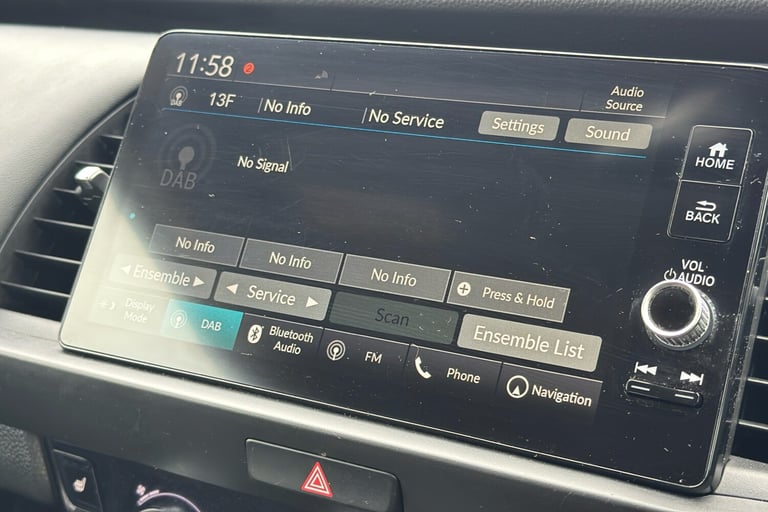 11:58
Audio
Source
DAB
13F
No Info
No Service
Settings
Sound
DAB
No Signal
HOME
BACK
VOL
AUDIO
No Info
No Info
No Info
Press & Hold
Ensemble
Service
Scan
Ensemble List
Display
Mode
DAB
Bluetooth
Audio
FM
Phone
Navigation